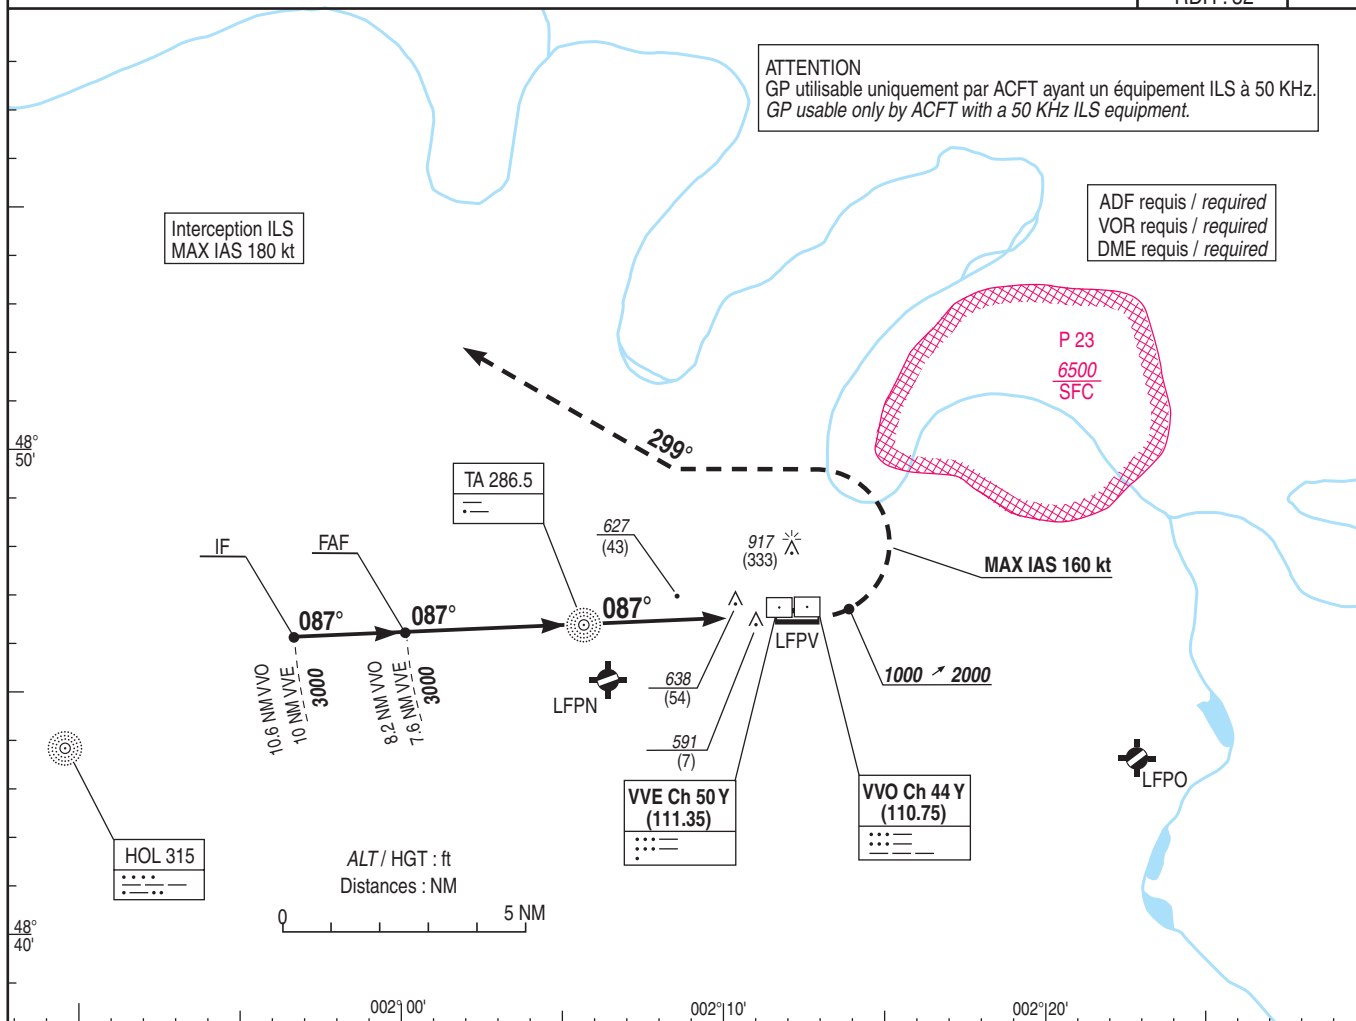 RDH : 52
ATTENTION
GP utilisable uniquement par ACFT ayant un équipement ILS à 50 KHz.
GP usable only by ACFT with a 50 KHz ILS equipment.
ADF requis / required
VOR requis / required
DME requis / required
Interception ILS
MAX IAS 180 kt
P 23
6500
SFC
299°
48°
50'
TA 286.5
627
(43)
917
(333)
IF
FAF
MAX IAS 160 kt
087°
087°
087°
LFPV
10.6 NM VVO
10 NM VVE
3000
8.2 NM VVO
7.6 NM VVE
3000
LFPN
638
(54)
1000 ↗ 2000
591
(7)
LFPO
VVE Ch 50 Y
(111.35)
VVO Ch 44 Y
(110.75)
HOL 315
ALT / HGT : ft
Distances : NM
0
5 NM
48°
40'
002° 00'
002°10'
002°20'